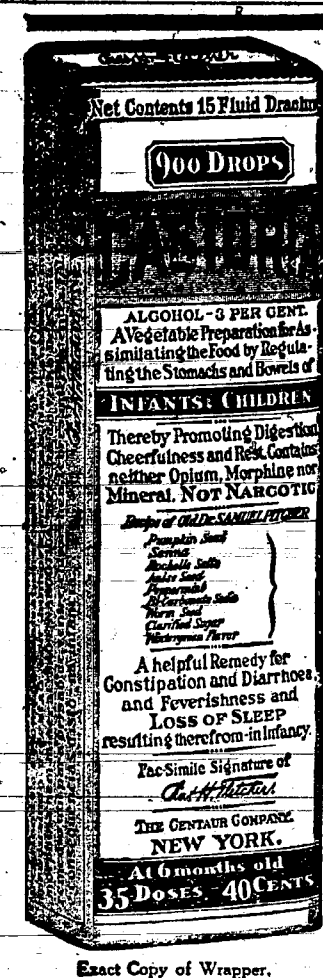 Net Contents 15 Fluid Drachm
900 DROPS
CASTORIA
ALCOHOL-3 PER CENT.
A Vegetable Preparation for As-
similating the Food by Regula-
ting the Stomachs and Bowels of
INFANTS & CHILDREN
Thereby Promoting Digestion
Cheerfulness and Rest. Contains
neither Opium, Morphine nor
Mineral. NOT NARCOTIC
Recipe of Old Dr. SAMUEL PITCHER
Pumpkin Seed
Senna
Rochelle Salts
Anise Seed
Peppermint
Bi-Carbonate Soda
Worm Seed
Clarified Sugar
Wintergreen Flavor
A helpful Remedy for
Constipation and Diarrhoea,
and Feverishness and
LOSS OF SLEEP
resulting therefrom-in Infancy.
Fac-Simile Signature of
Chas. H. Fletcher.
THE CENTAUR COMPANY.
NEW YORK.
At 6 months old
35 DOSES - 40 CENTS
Exact Copy of Wrapper,